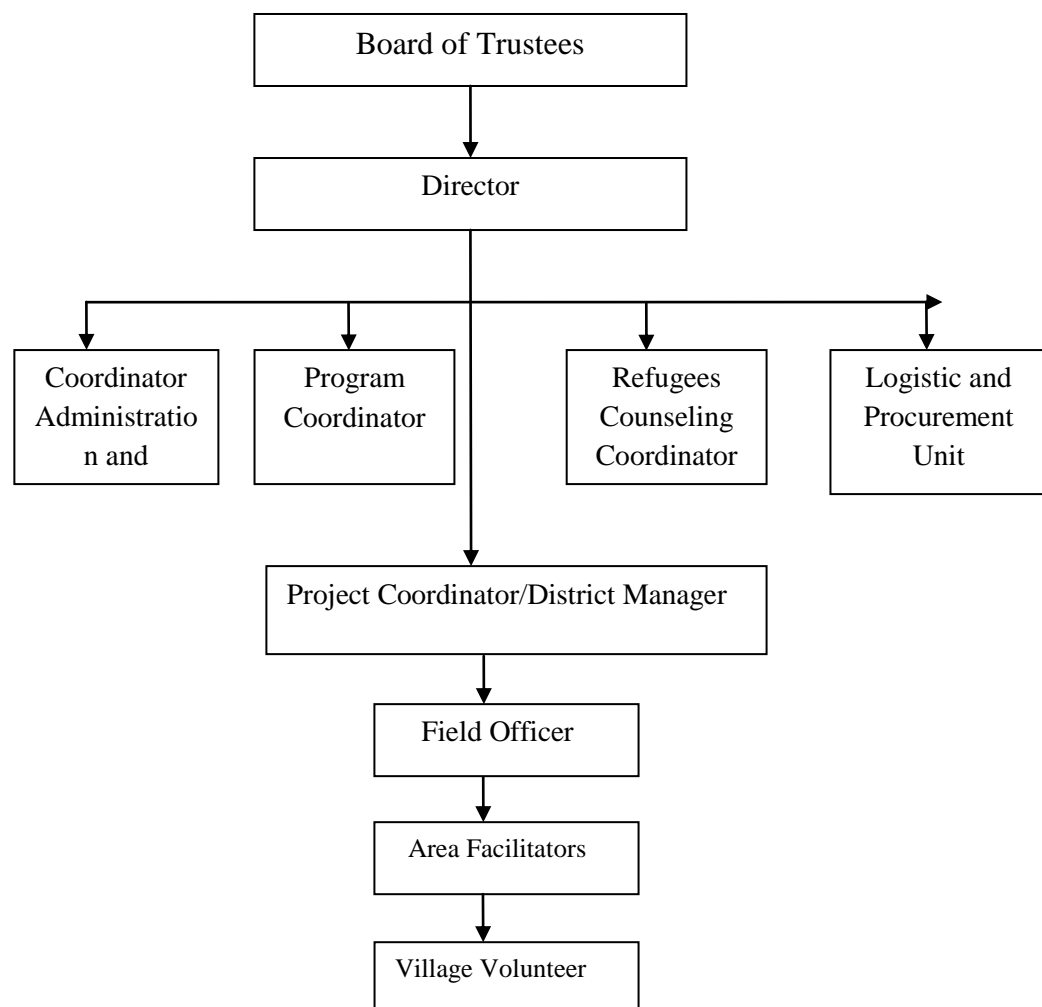 Board of Trustees
Director
Coordinator
Administratio
n and
Program
Coordinator
Refugees
Counseling
Coordinator
Logistic and
Procurement
Unit
Project Coordinator/District Manager
Field Officer
Area Facilitators
Village Volunteer